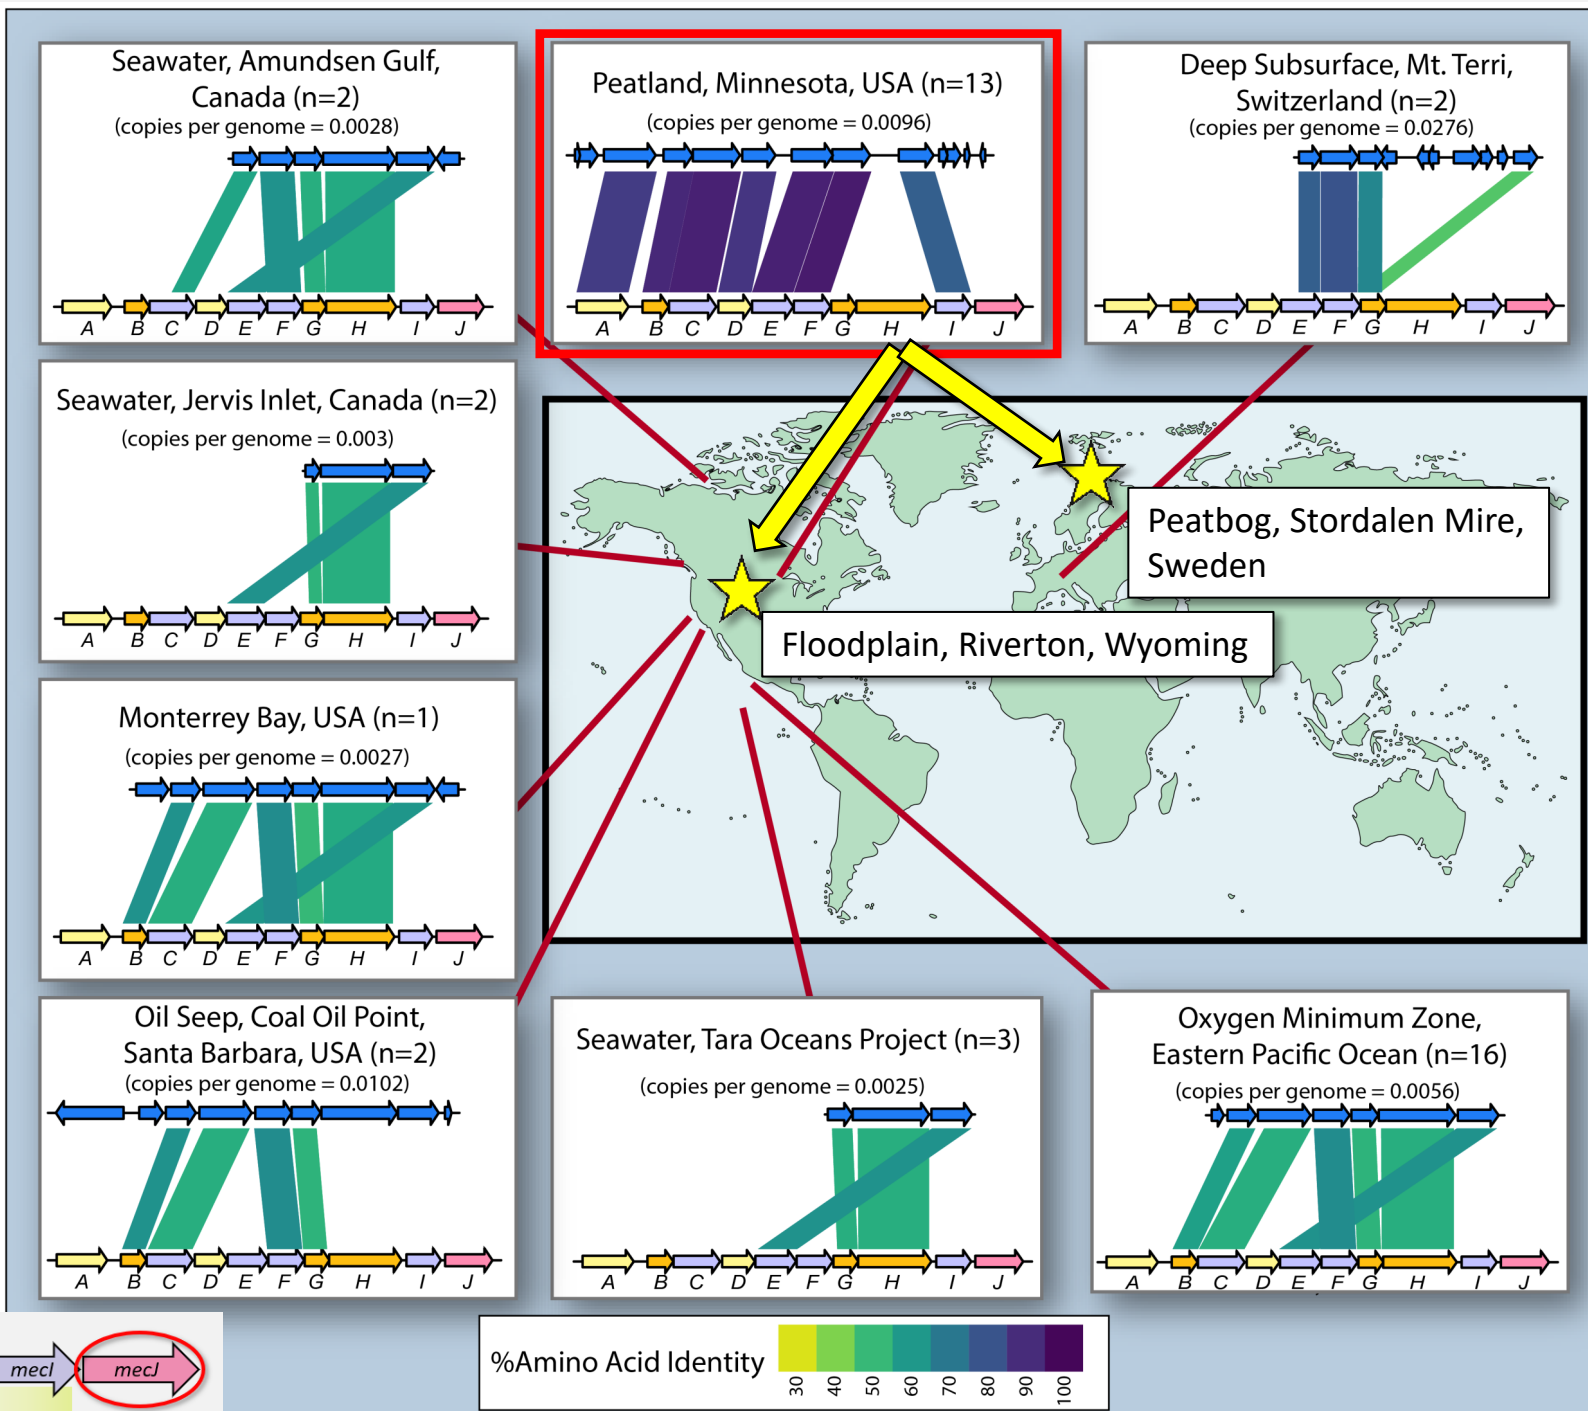 Seawater, Amundsen Gulf,
Canada (n=2)
(copies per genome = 0.0028)
A B C D E F G H I J
Peatland, Minnesota, USA (n=13)
(copies per genome = 0.0096)
A B C D E F G H I J
Deep Subsurface, Mt. Terri,
Switzerland (n=2)
(copies per genome = 0.0276)
A B C D E F G H I J
Seawater, Jervis Inlet, Canada (n=2)
(copies per genome = 0.003)
A B C D E F G H I J
Peatbog, Stordalen Mire,
Sweden
Floodplain, Riverton, Wyoming
Monterrey Bay, USA (n=1)
(copies per genome = 0.0027)
A B C D E F G H I J
Oil Seep, Coal Oil Point,
Santa Barbara, USA (n=2)
(copies per genome = 0.0102)
A B C D E F G H I J
Seawater, Tara Oceans Project (n=3)
(copies per genome = 0.0025)
A B C D E F G H I J
Oxygen Minimum Zone,
Eastern Pacific Ocean (n=16)
(copies per genome = 0.0056)
A B C D E F G H I J
mecI mecJ
%Amino Acid Identity
30 40 50 60 70 80 90 100